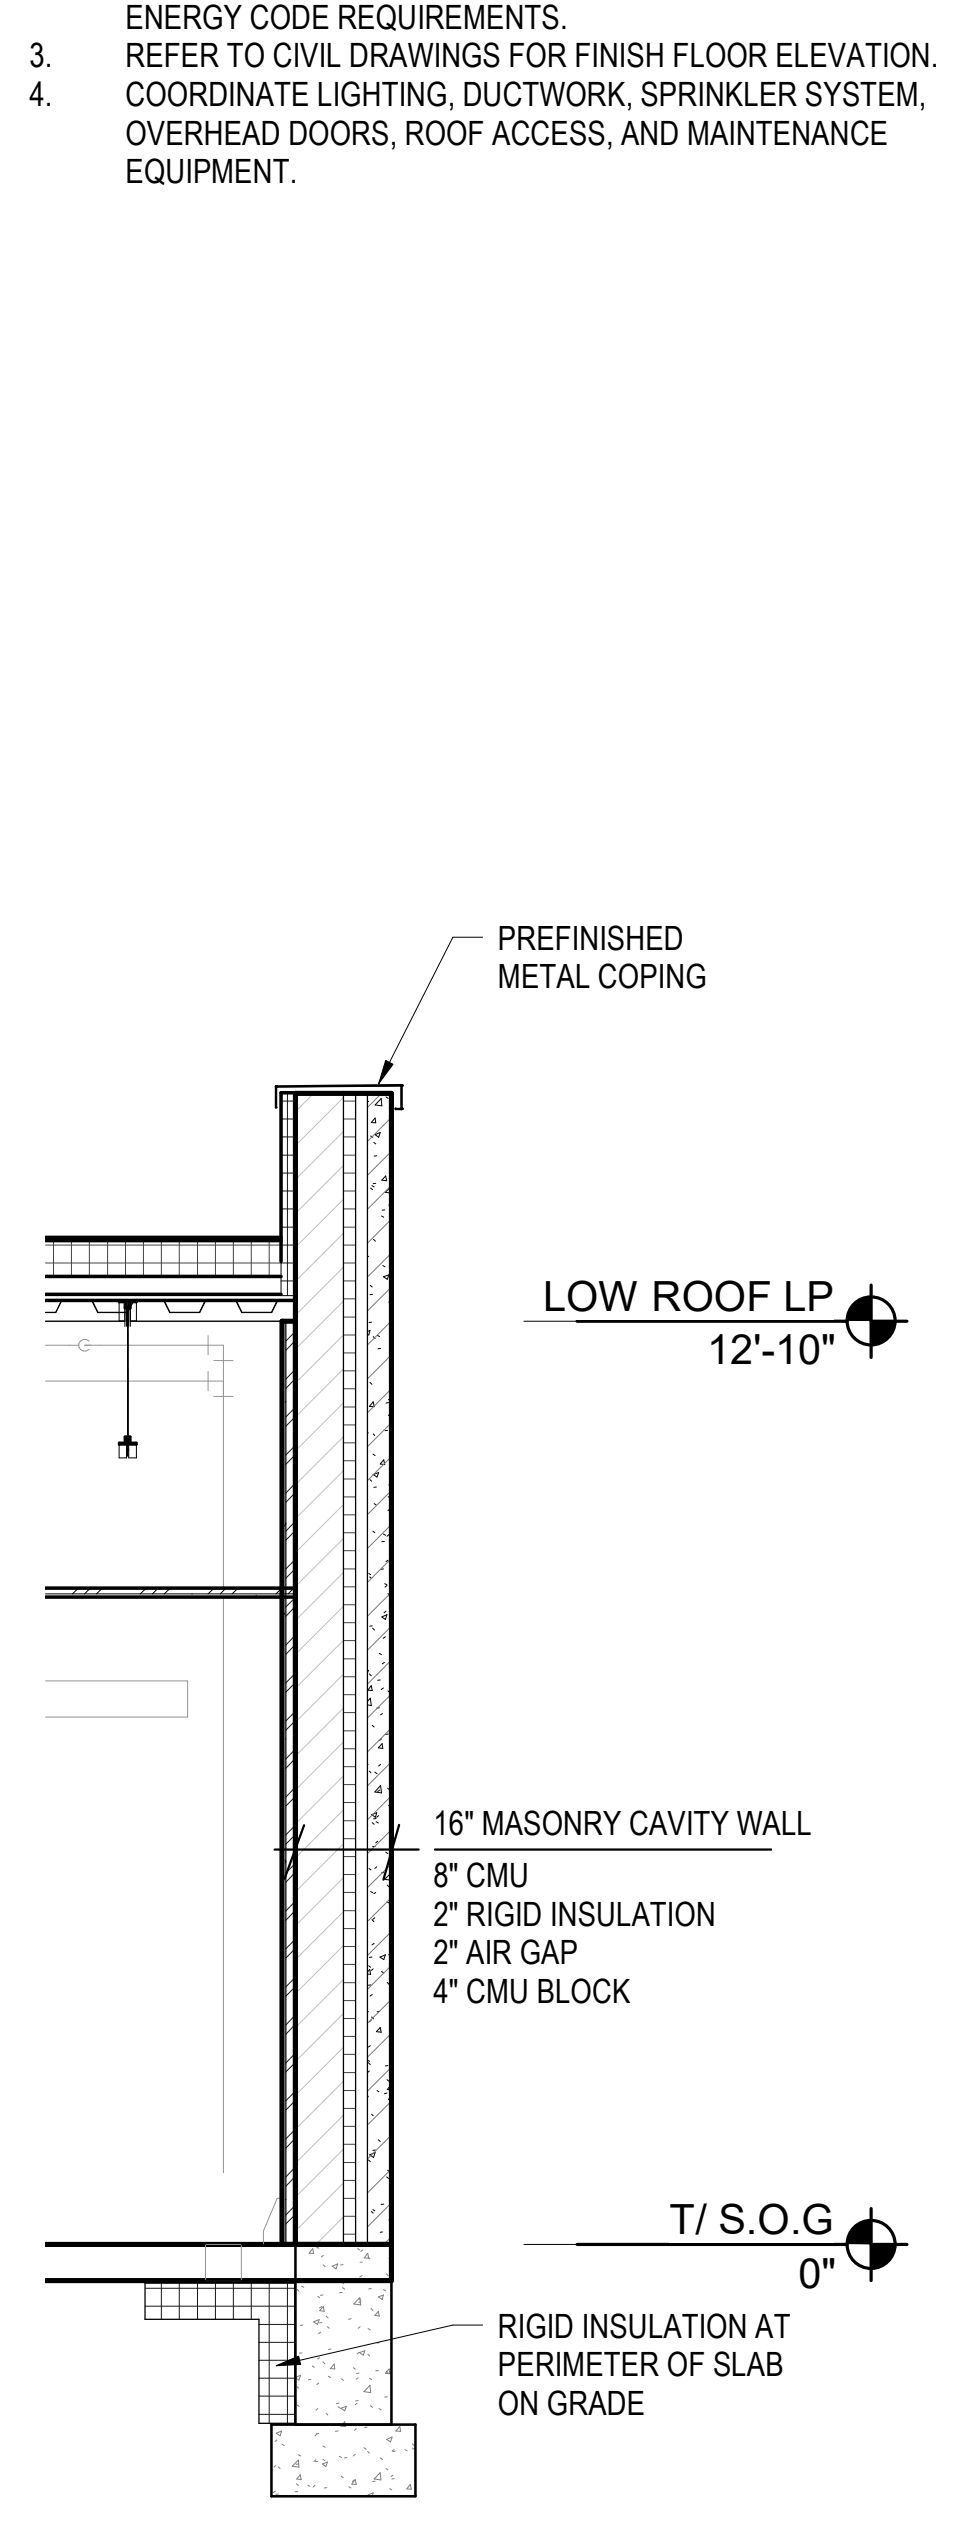 ENERGY CODE REQUIREMENTS.
3. REFER TO CIVIL DRAWINGS FOR FINISH FLOOR ELEVATION.
4. COORDINATE LIGHTING, DUCTWORK, SPRINKLER SYSTEM,
OVERHEAD DOORS, ROOF ACCESS, AND MAINTENANCE
EQUIPMENT.
PREFINISHED
METAL COPING
LOW ROOF LP
12'-10"
16" MASONRY CAVITY WALL
8" CMU
2" RIGID INSULATION
2" AIR GAP
4" CMU BLOCK
T/ S.O.G
0"
RIGID INSULATION AT
PERIMETER OF SLAB
ON GRADE